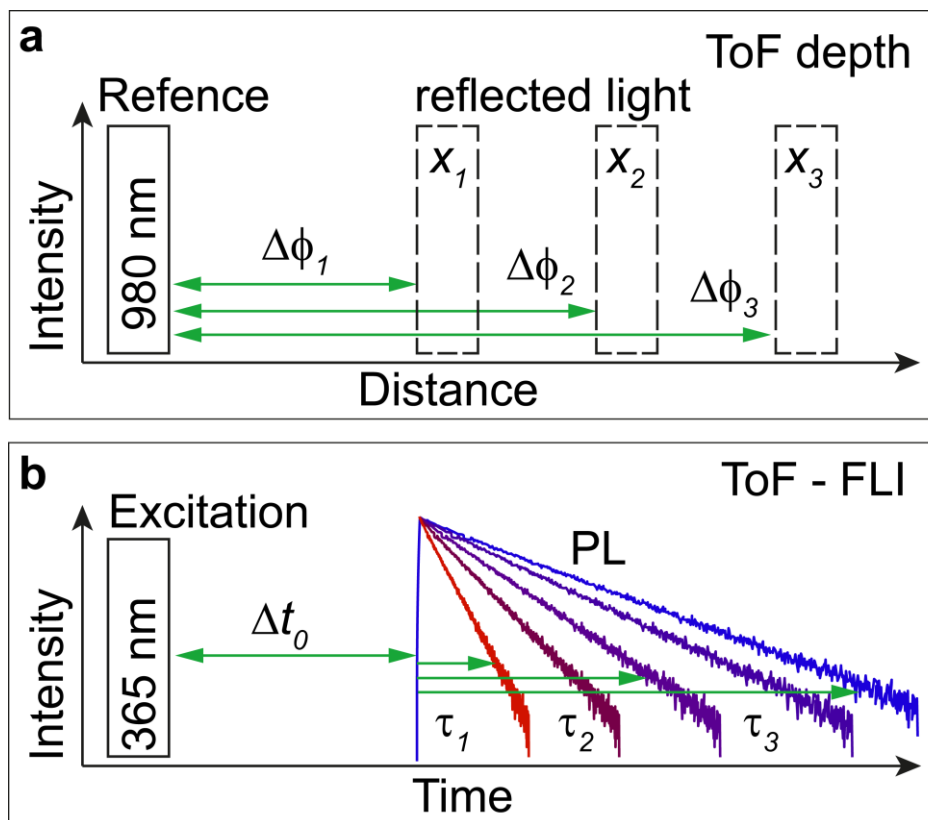 a
ToF depth
Refence
reflected light
Intensity
980 nm
x1
x2
x3
Δϕ1
Δϕ2
Δϕ3
Distance
b
ToF - FLI
Excitation
PL
Intensity
365 nm
Δt0
τ1
τ2
τ3
Time